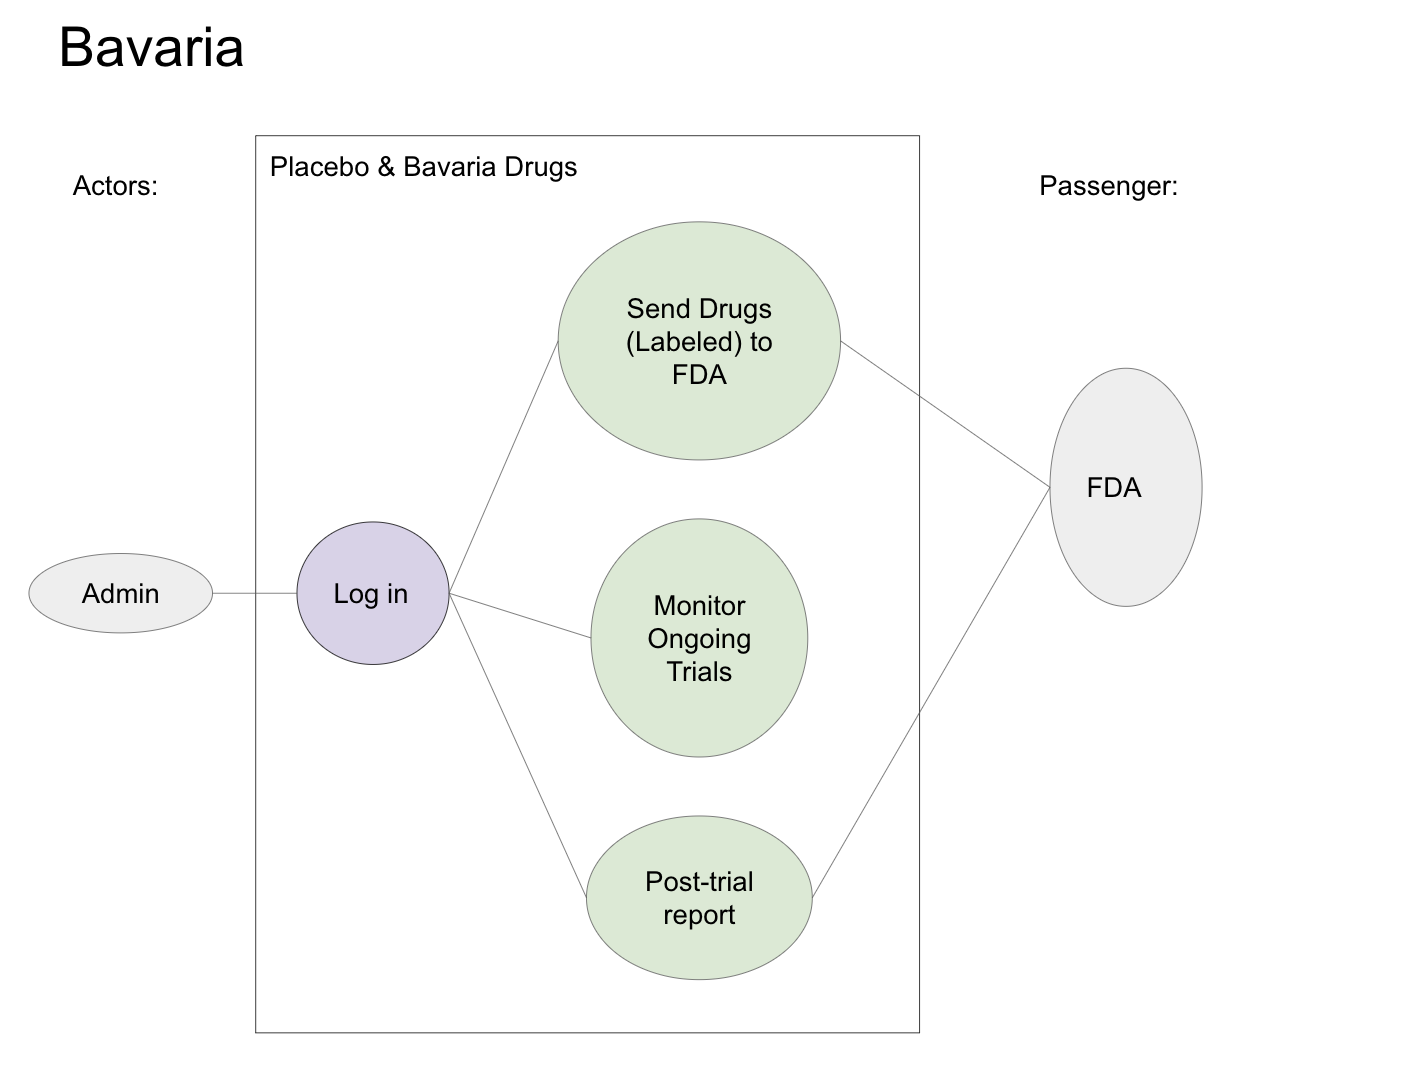 Bavaria
Actors:
Placebo & Bavaria Drugs
Passenger:
Send Drugs
(Labeled) to
FDA
FDA
Admin
Log in
Monitor
Ongoing
Trials
Post-trial
report